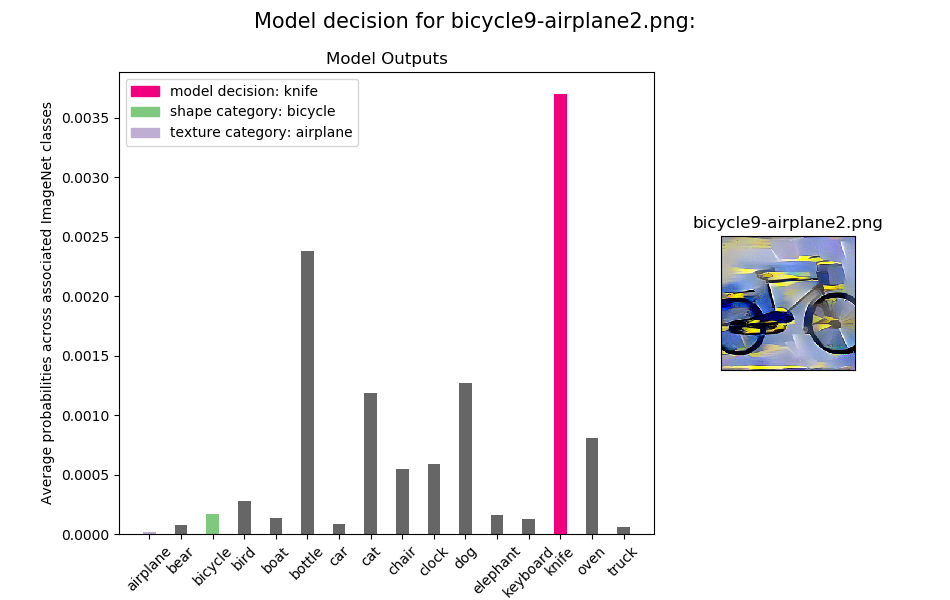 Model decision for bicycle9-airplane2.png:
Model Outputs
model decision: knife
shape category: bicycle
texture category: airplane
Average probabilities across associated ImageNet classes
0.0035
0.0030
0.0025
0.0020
0.0015
0.0010
0.0005
0.0000
airplane
bear
bicycle
bird
boat
bottle
car
cat
chair
clock
dog
elephant
keyboard
knife
oven
truck
bicycle9-airplane2.png